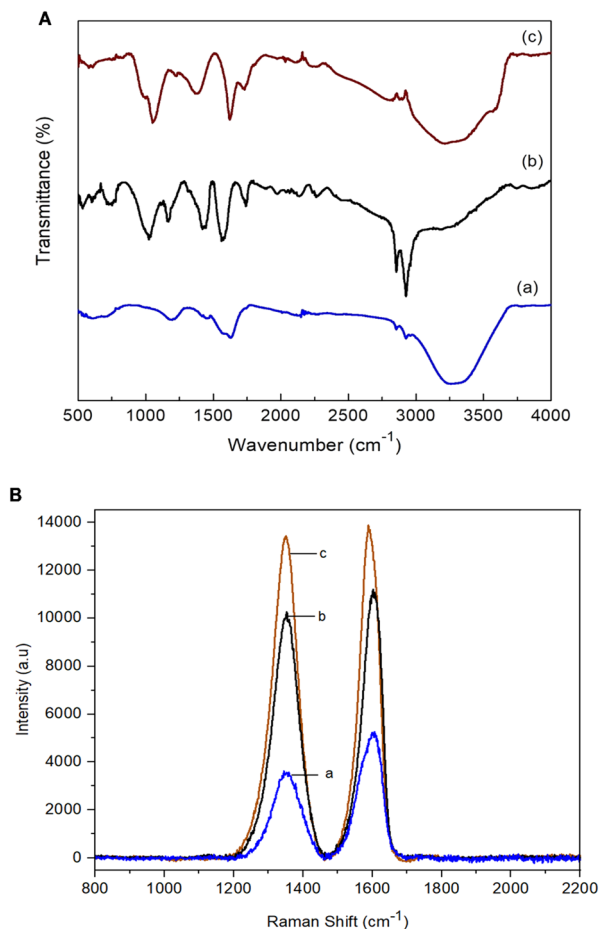 A
(c)
(b)
(a)
Transmittance (%)
500 1000 1500 2000 2500 3000 3500 4000
Wavenumber (cm-1)
B
14000
12000
10000
8000
6000
4000
2000
0
c
b
a
Intensity (a.u)
800 1000 1200 1400 1600 1800 2000 2200
Raman Shift (cm-1)